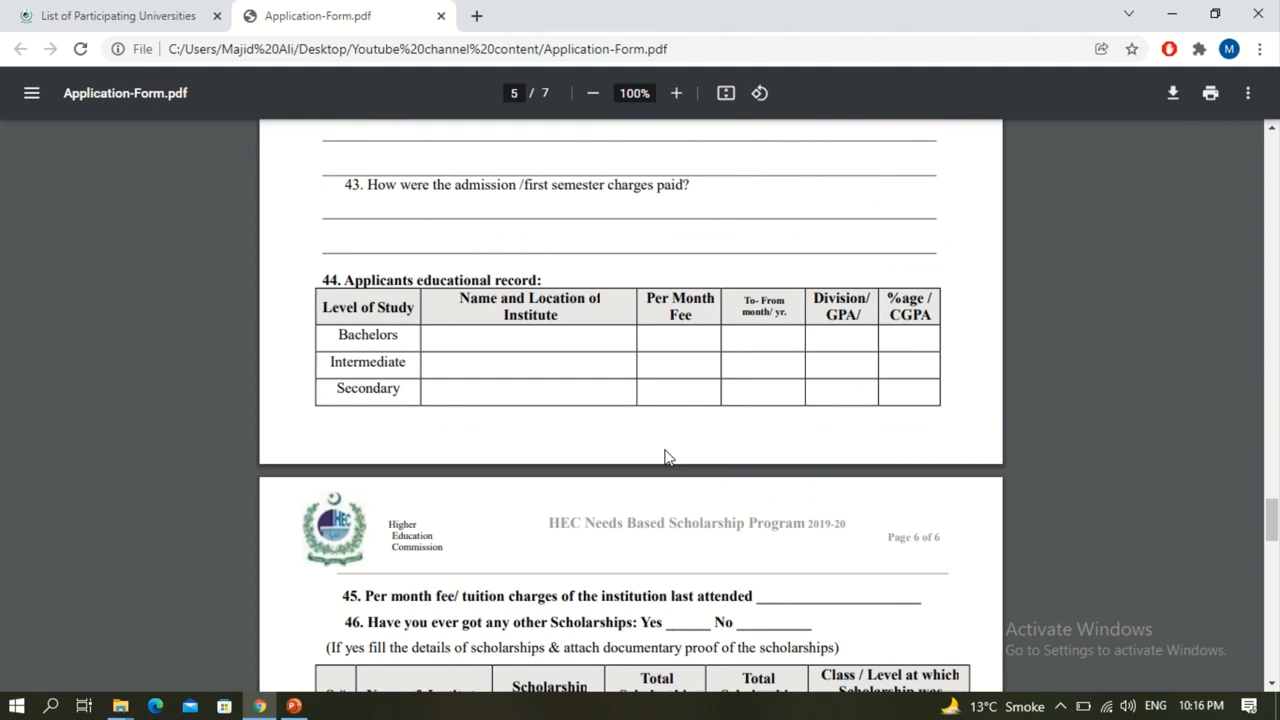 List of Participating Universities
Application-Form.pdf
File
C:/Users/Majid%20Ali/Desktop/Youtube%20channel%20content/Application-Form.pdf
M
Application-Form.pdf
5 / 7
100%
43. How were the admission /first semester charges paid?
44. Applicants educational record:
Level of Study
Name and Location of
Institute
Per Month
Fee
To- From
month/ yr.
Division/
GPA/
%age /
CGPA
Bachelors
Intermediate
Secondary
HEC
Higher
Education
Commission
HEC Needs Based Scholarship Program 2019-20
Page 6 of 6
45. Per month fee/ tuition charges of the institution last attended ____________
46. Have you ever got any other Scholarships: Yes ______ No __________
(If yes fill the details of scholarships & attach documentary proof of the scholarships)
Scholarship
Total
Total
Class / Level at which
Activate Windows
Go to Settings to activate Windows.
13°C Smoke
ENG
10:16 PM